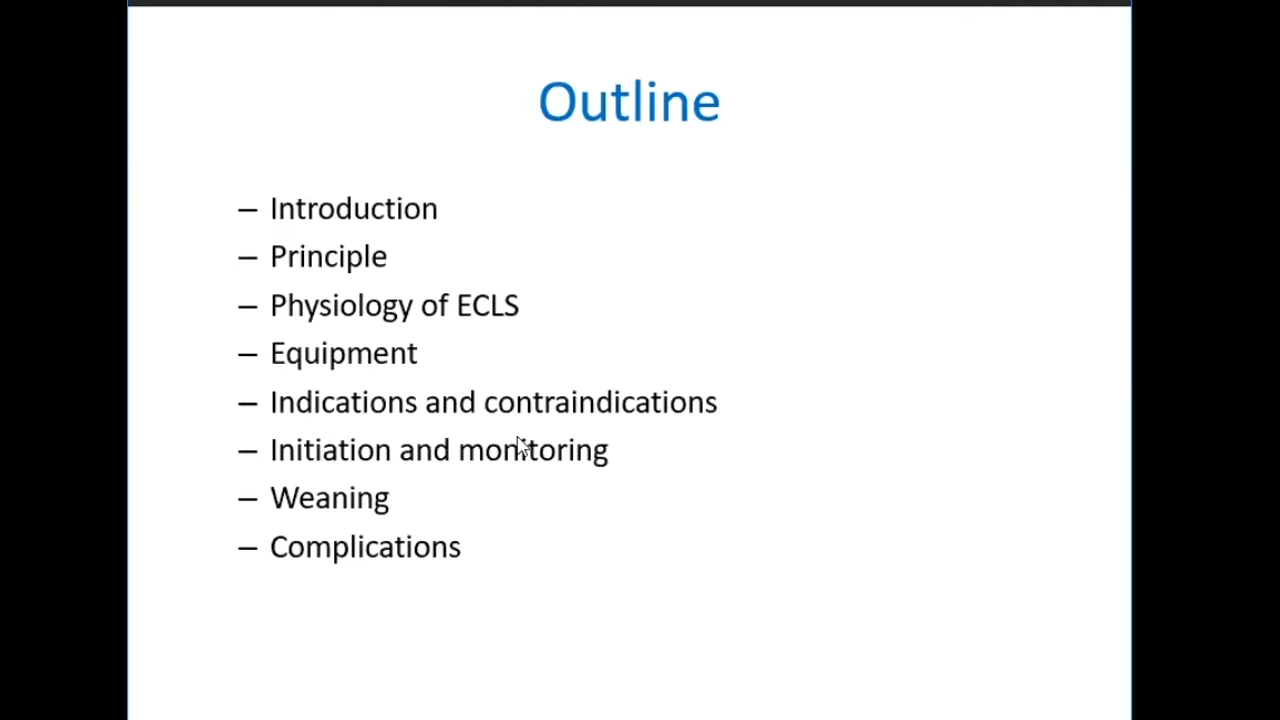 Outline
– Introduction
– Principle
– Physiology of ECLS
– Equipment
– Indications and contraindications
– Initiation and monitoring
– Weaning
– Complications